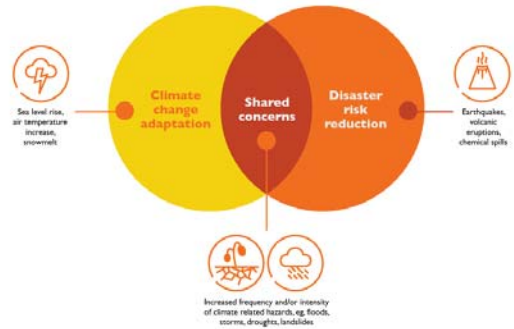 Climate
change
adaptation
Shared
concerns
Disaster
risk
reduction
Sea level rise,
air temperature
increase,
snowmelt
Earthquakes,
volcanic
eruptions,
chemical spills
Increased frequency and/or intensity
of climate related hazards, eg, floods,
storms, droughts, landslides